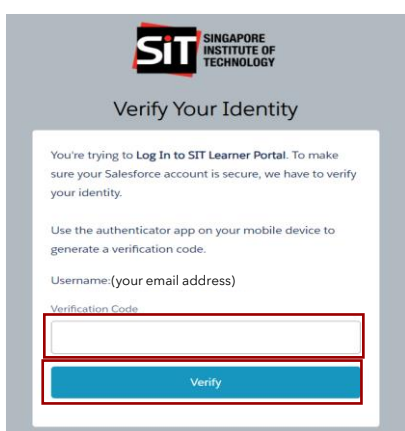 SiT SINGAPORE
INSTITUTE OF
TECHNOLOGY
Verify Your Identity
You're trying to Log In to SIT Learner Portal. To make
sure your Salesforce account is secure, we have to verify
your identity.
Use the authenticator app on your mobile device to
generate a verification code.
Username:(your email address)
Verification Code
Verify